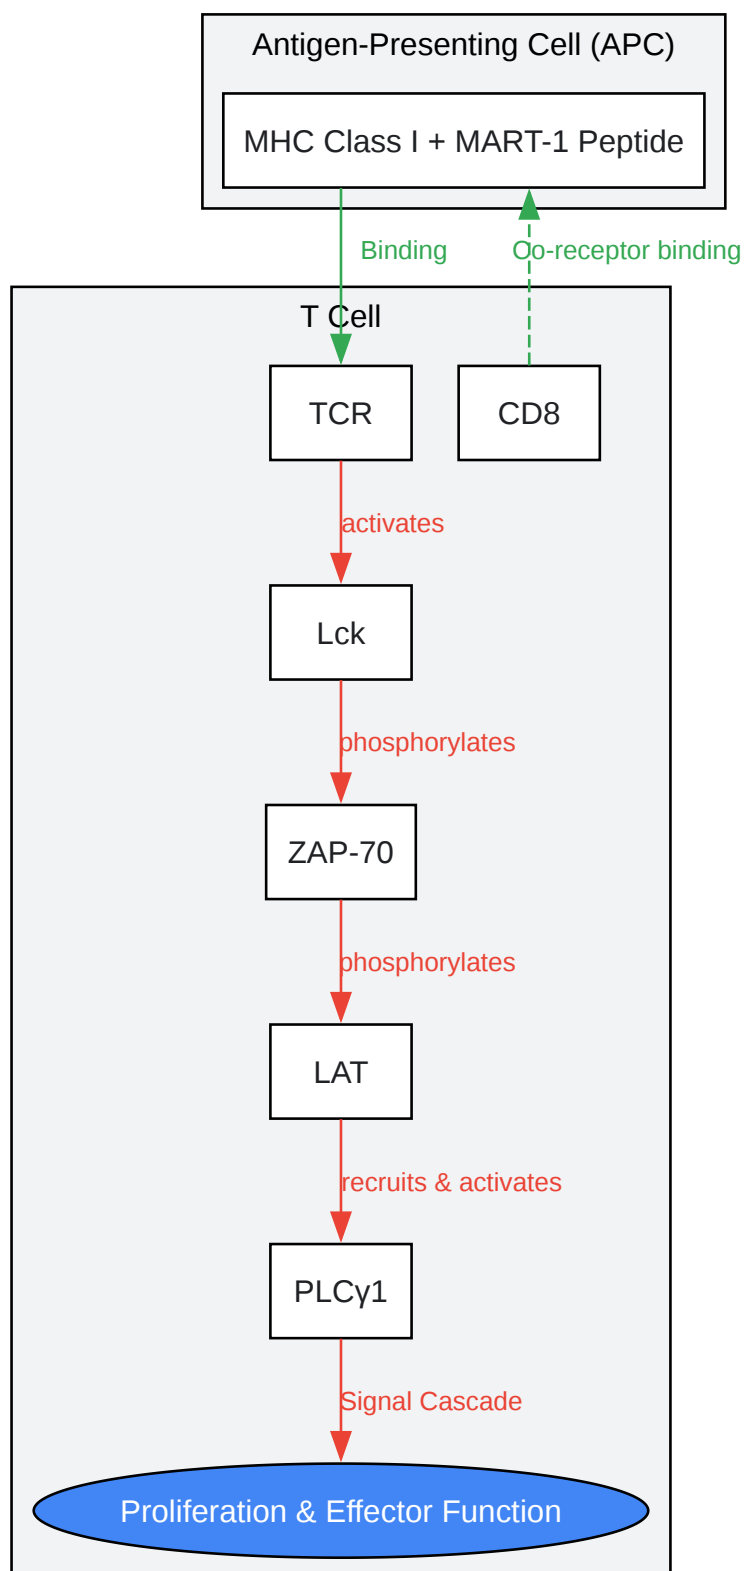 Antigen-Presenting Cell (APC)
MHC Class I + MART-1 Peptide
Binding
Co-receptor binding
T Cell
TCR
CD8
activates
Lck
phosphorylates
ZAP-70
phosphorylates
LAT
recruits & activates
PLCγ1
Signal Cascade
Proliferation & Effector Function